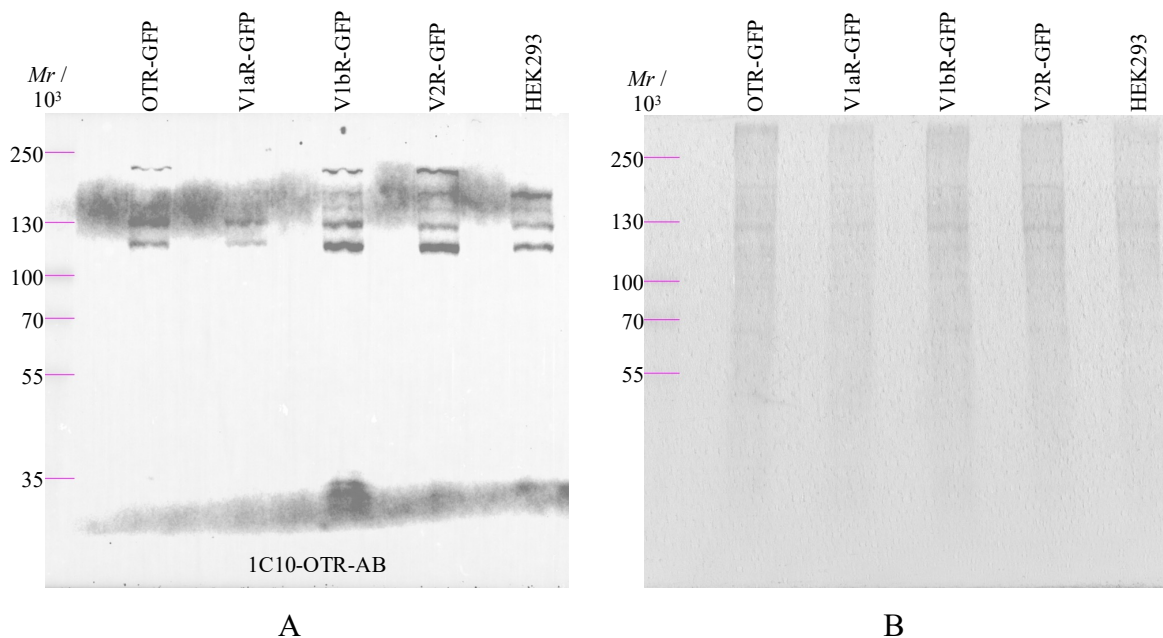 Mr /
10³
OTR-GFP
V1aR-GFP
V1bR-GFP
V2R-GFP
HEK293
250
130
100
70
55
35
1C10-OTR-AB
A
Mr /
10³
OTR-GFP
V1aR-GFP
V1bR-GFP
V2R-GFP
HEK293
250
130
100
70
55
B